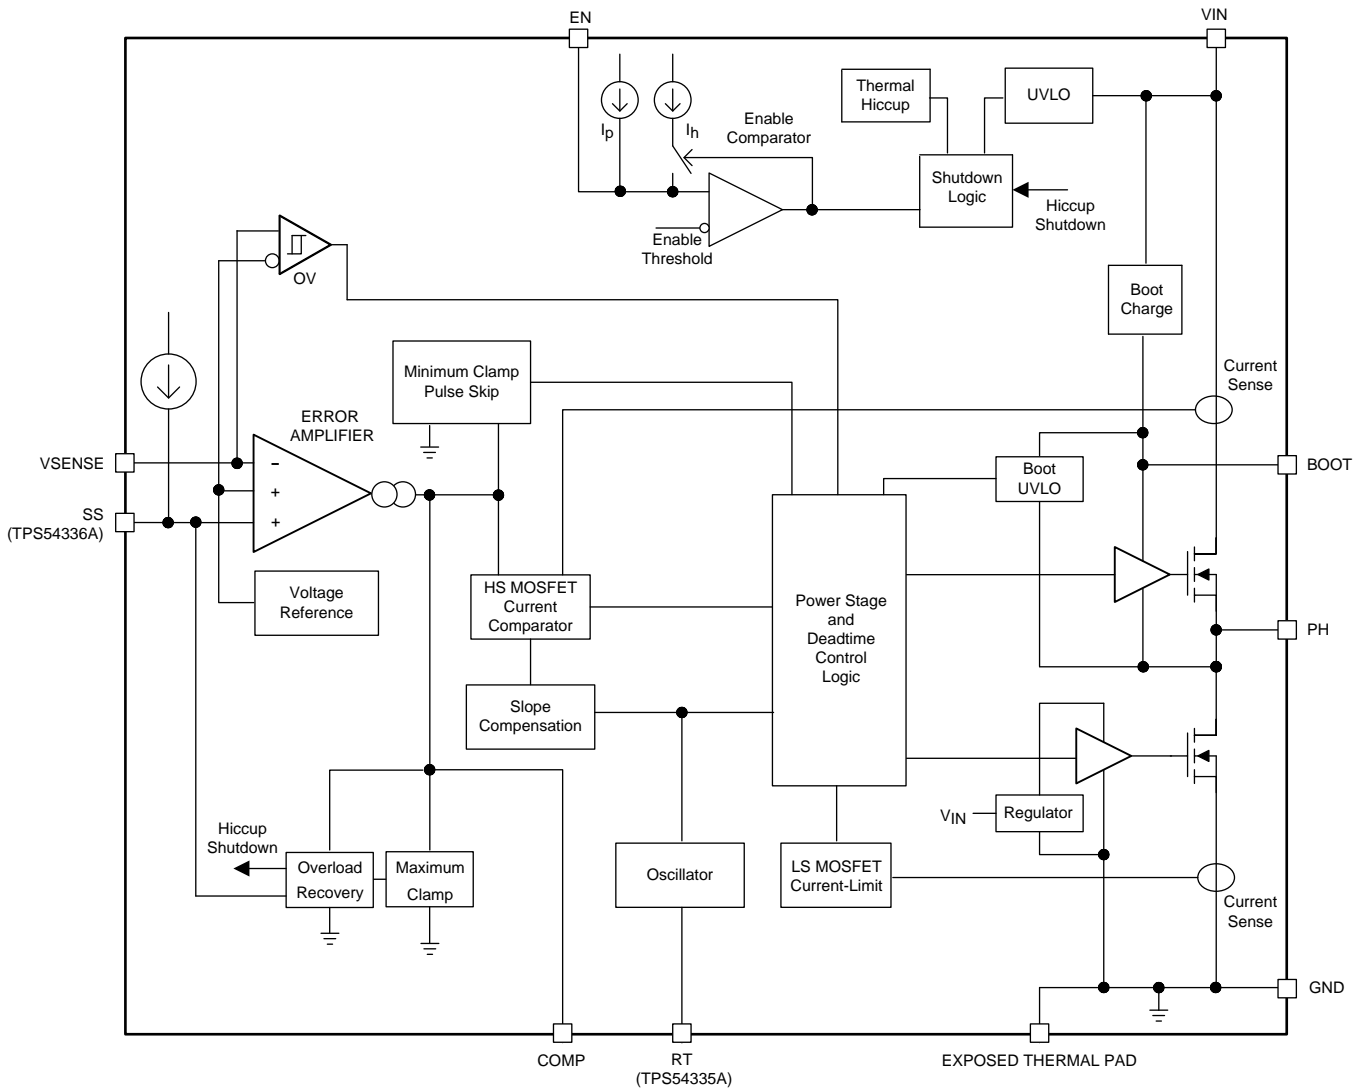 EN
VIN
Thermal
Hiccup
UVLO
Ip
Ih
Enable
Comparator
Shutdown
Logic
Hiccup
Shutdown
Enable
Threshold
OV
Boot
Charge
Minimum Clamp
Pulse Skip
Current
Sense
ERROR
AMPLIFIER
VSENSE
−
+
+
SS
(TPS54336A)
Boot
UVLO
BOOT
Voltage
Reference
HS MOSFET
Current
Comparator
Power Stage
and
Deadtime
Control
Logic
PH
Slope
Compensation
VIN
Regulator
Hiccup
Shutdown
Overload
Recovery
Maximum
Clamp
Oscillator
LS MOSFET
Current-Limit
Current
Sense
GND
COMP
RT
(TPS54335A)
EXPOSED THERMAL PAD